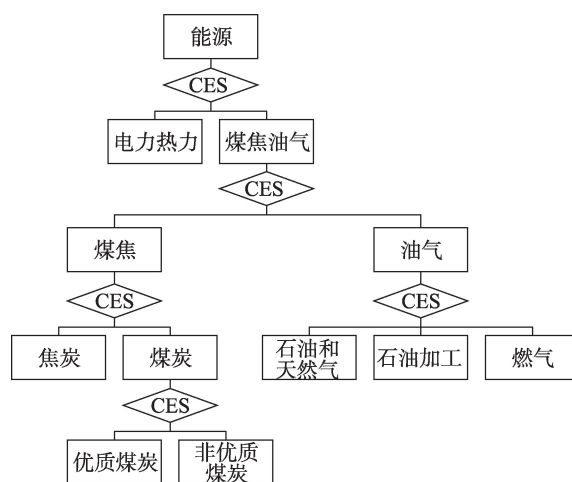 能源
CES
电力热力
煤焦油气
CES
煤焦
油气
CES
CES
焦炭
煤炭
石油和
天然气
石油加工
燃气
CES
优质煤炭
非优质
煤炭